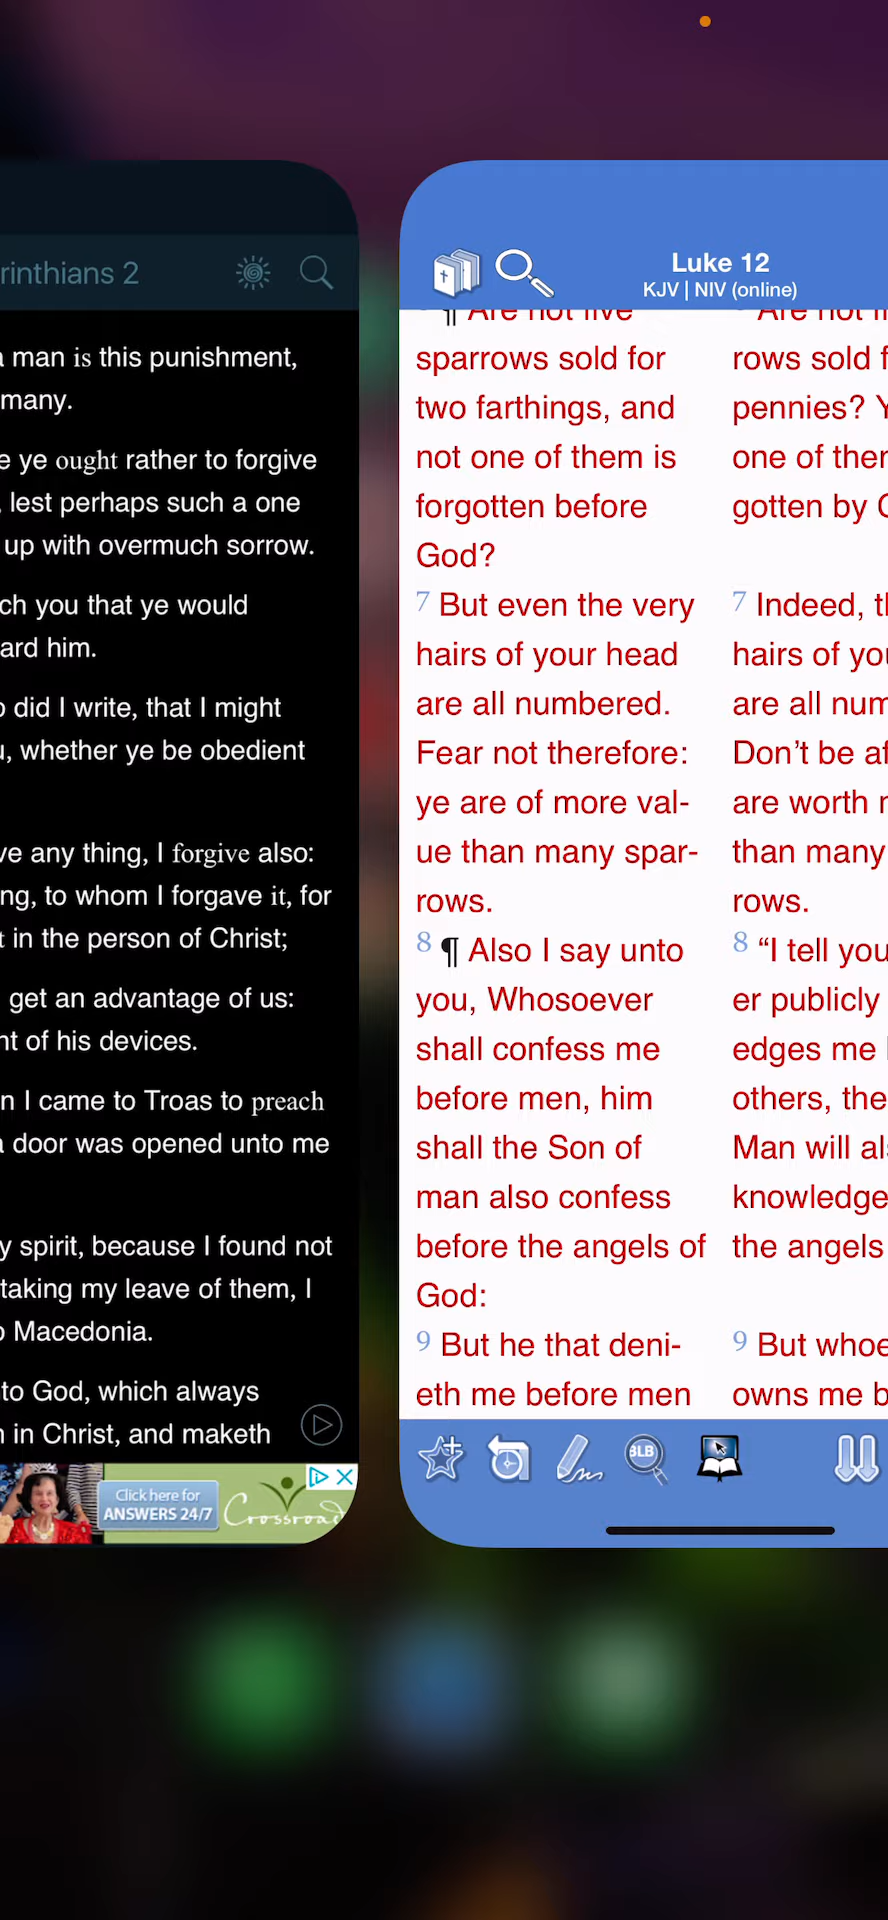 rinthians 2
man is this punishment,
many.
ye ought rather to forgive
lest perhaps such a one
up with overmuch sorrow.
ch you that ye would
ard him.
did I write, that I might
, whether ye be obedient
ve any thing, I forgive also:
ng, to whom I forgave it, for
in the person of Christ;
get an advantage of us:
nt of his devices.
n I came to Troas to preach
door was opened unto me
y spirit, because I found not
taking my leave of them, I
Macedonia.
to God, which always
in Christ, and maketh
Click here for
ANSWERS 24/7
Crossroad
Luke 12
KJV | NIV (online)
¶ Are not five
sparrows sold for
two farthings, and
not one of them is
forgotten before
God?
7 But even the very
hairs of your head
are all numbered.
Fear not therefore:
ye are of more val-
ue than many spar-
rows.
8 ¶ Also I say unto
you, Whosoever
shall confess me
before men, him
shall the Son of
man also confess
before the angels of
God:
9 But he that deni-
eth me before men
Are not
rows sold f
pennies? Y
one of ther
gotten by
7 Indeed, t
hairs of you
are all num
Don’t be af
are worth
than many
rows.
8 “I tell you
er publicly
edges me
others, the
Man will als
knowledge
the angels
9 But whoe
owns me b
BLB